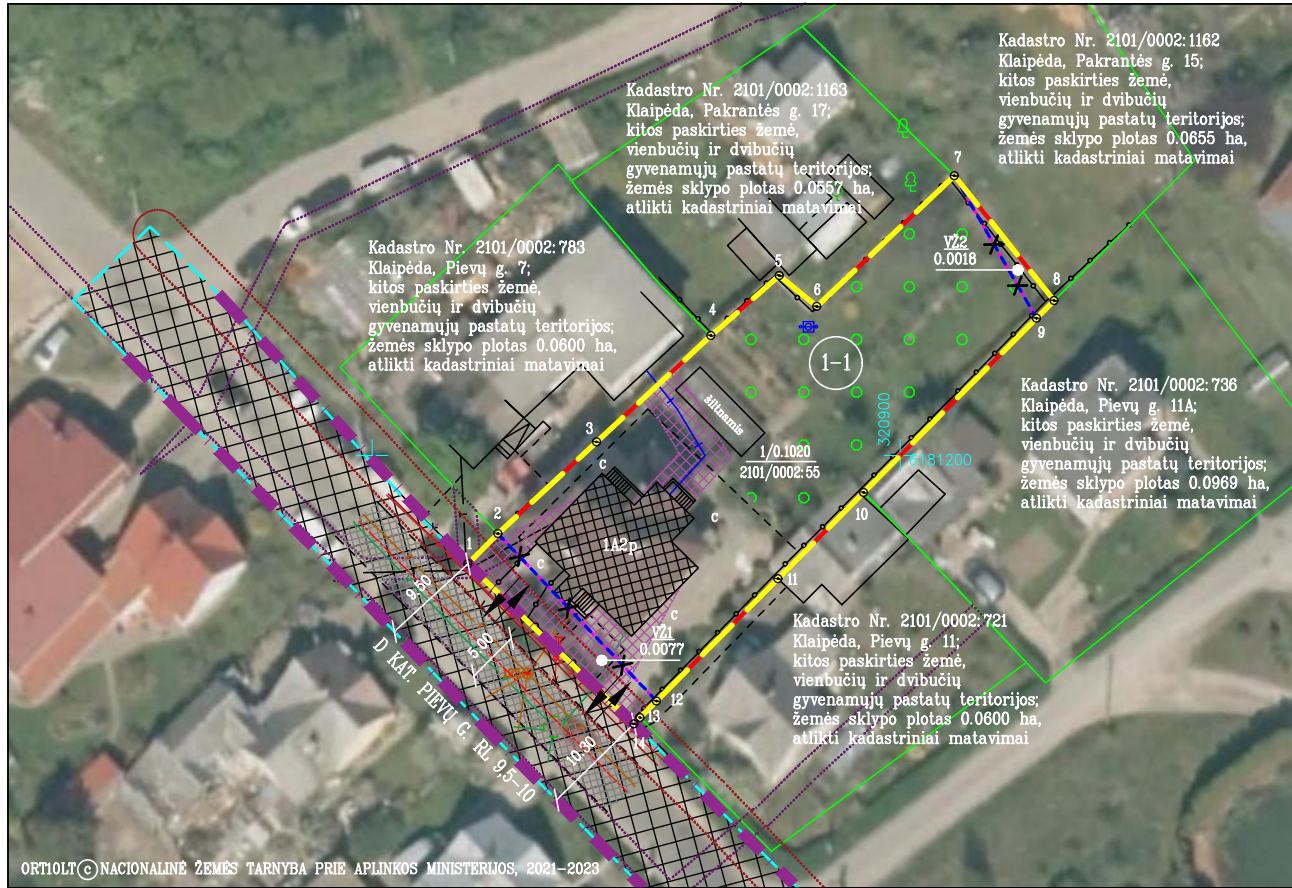 Kadastro Nr. 2101/0002:1162
Klaipėda, Pakrantės g. 15;
kitos paskirties žemė,
vienbučių ir dvibučių
gyvenamųjų pastatų teritorijos;
žemės sklypo plotas 0.0655 ha,
atlikti kadastriniai matavimai
Kadastro Nr. 2101/0002:1163
Klaipėda, Pakrantės g. 17;
kitos paskirties žemė,
vienbučių ir dvibučių
gyvenamųjų pastatų teritorijos;
žemės sklypo plotas 0.0557 ha,
atlikti kadastriniai matavimai
Kadastro Nr. 2101/0002:783
Klaipėda, Pievų g. 7;
kitos paskirties žemė,
vienbučių ir dvibučių
gyvenamųjų pastatų teritorijos;
žemės sklypo plotas 0.0600 ha,
atlikti kadastriniai matavimai
7
VŽ2
0.0018
5
6
8
9
4
1-1
3
šiltnamis
320900
6181200
1/0.1020
2101/0002:55
Kadastro Nr. 2101/0002:736
Klaipėda, Pievų g. 11A;
kitos paskirties žemė,
vienbučių ir dvibučių
gyvenamųjų pastatų teritorijos;
žemės sklypo plotas 0.0969 ha,
atlikti kadastriniai matavimai
10
2
c
c
1
1A2p
c
11
c
9.50
5.00
VŽ1
0.0077
Kadastro Nr. 2101/0002:721
Klaipėda, Pievų g. 11;
kitos paskirties žemė,
vienbučių ir dvibučių
gyvenamųjų pastatų teritorijos;
žemės sklypo plotas 0.0600 ha,
atlikti kadastriniai matavimai
12
13
14
10.30
D KAT. PIEVŲ G. RL 9,5-10
ORT10LT © NACIONALINĖ ŽEMĖS TARNYBA PRIE APLINKOS MINISTERIJOS, 2021-2023